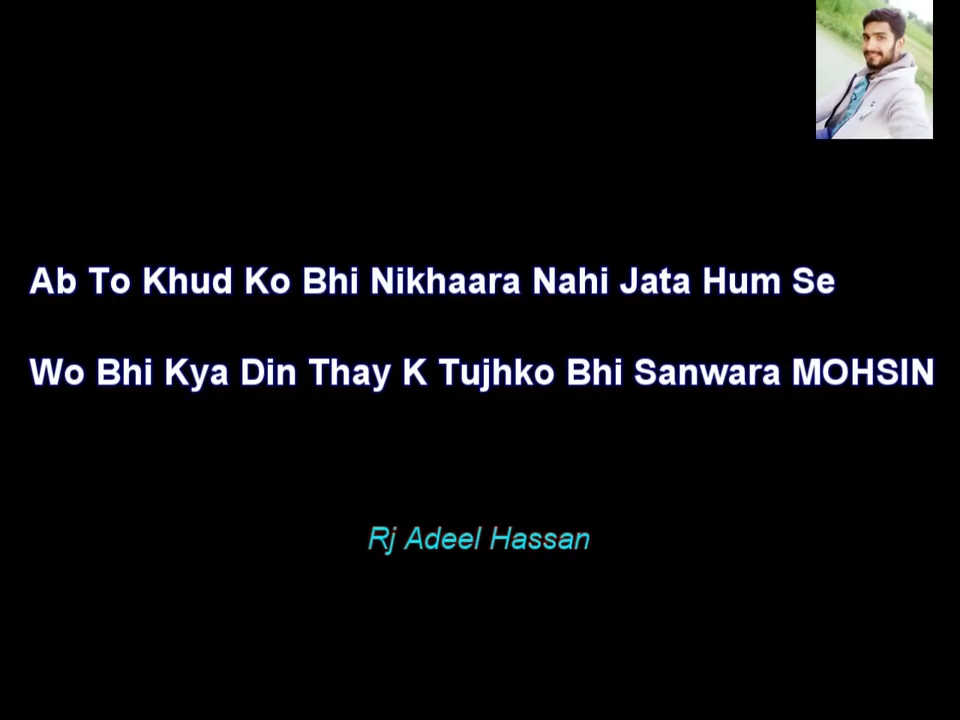 Ab To Khud Ko Bhi Nikhaara Nahi Jata Hum Se
Wo Bhi Kya Din Thay K Tujhko Bhi Sanwara MOHSIN
Rj Adeel Hassan